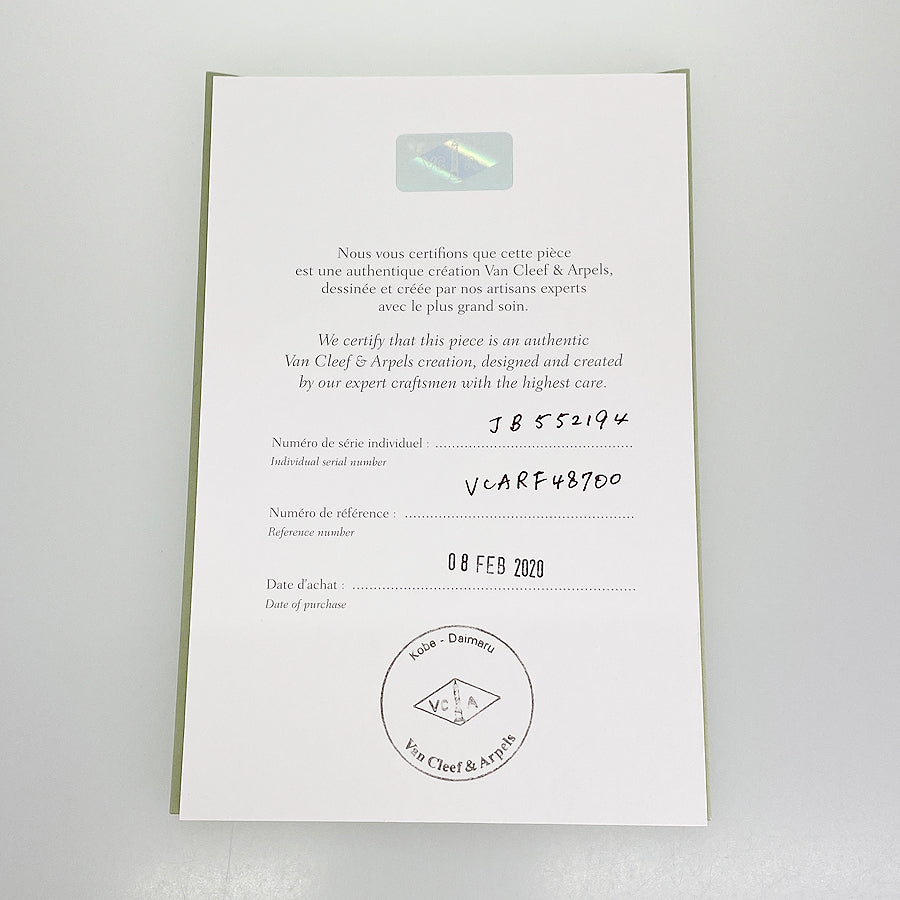 Nous vous certifions que cette pièce
est une authentique création Van Cleef & Arpels,
dessinée et créée par nos artisans experts
avec le plus grand soin.
We certify that this piece is an authentic
Van Cleef & Arpels creation, designed and created
by our expert craftsmen with the highest care.
JB552194
Numéro de série individuel :
Individual serial number
VCARF48700
Numéro de référence :
Reference number
08 FEB 2020
Date d'achat :
Date of purchase
Kobe - Daimaru
VC A
Van Cleef & Arpels